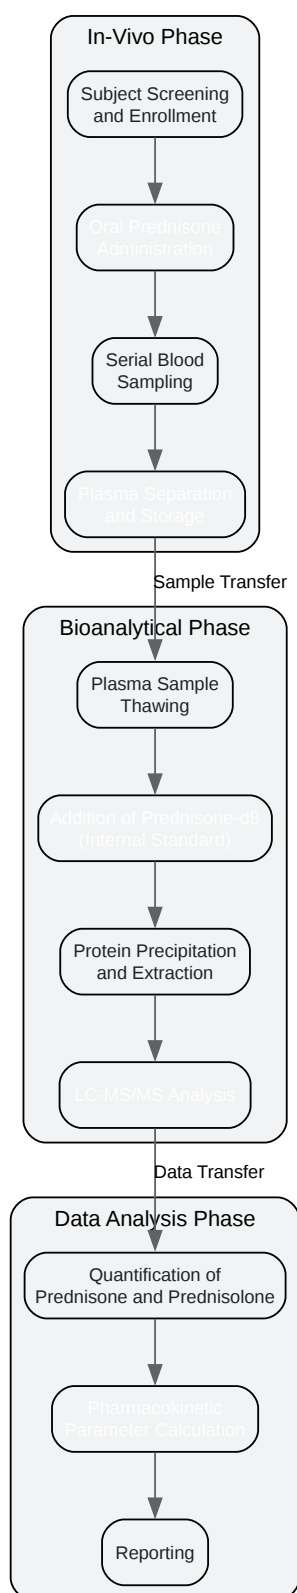 In-Vivo Phase
Subject Screening
and Enrollment
Oral Prednisone
Administration
Serial Blood
Sampling
Plasma Separation
and Storage
Sample Transfer
Bioanalytical Phase
Plasma Sample
Thawing
Addition of Prednisone-d8
(Internal Standard)
Protein Precipitation
and Extraction
LC-MS/MS Analysis
Data Transfer
Data Analysis Phase
Quantification of
Prednisone and Prednisolone
Pharmacokinetic
Parameter Calculation
Reporting